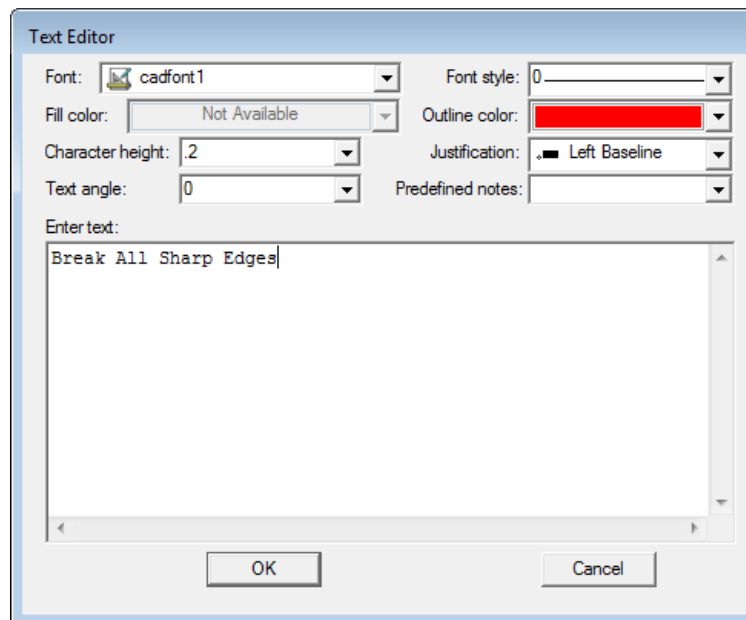 Text Editor
Font: cadfont1 Font style: 0
Fill color: Not Available Outline color:
Character height: .2 Justification: Left Baseline
Text angle: 0 Predefined notes:
Enter text:
Break All Sharp Edges
OK Cancel